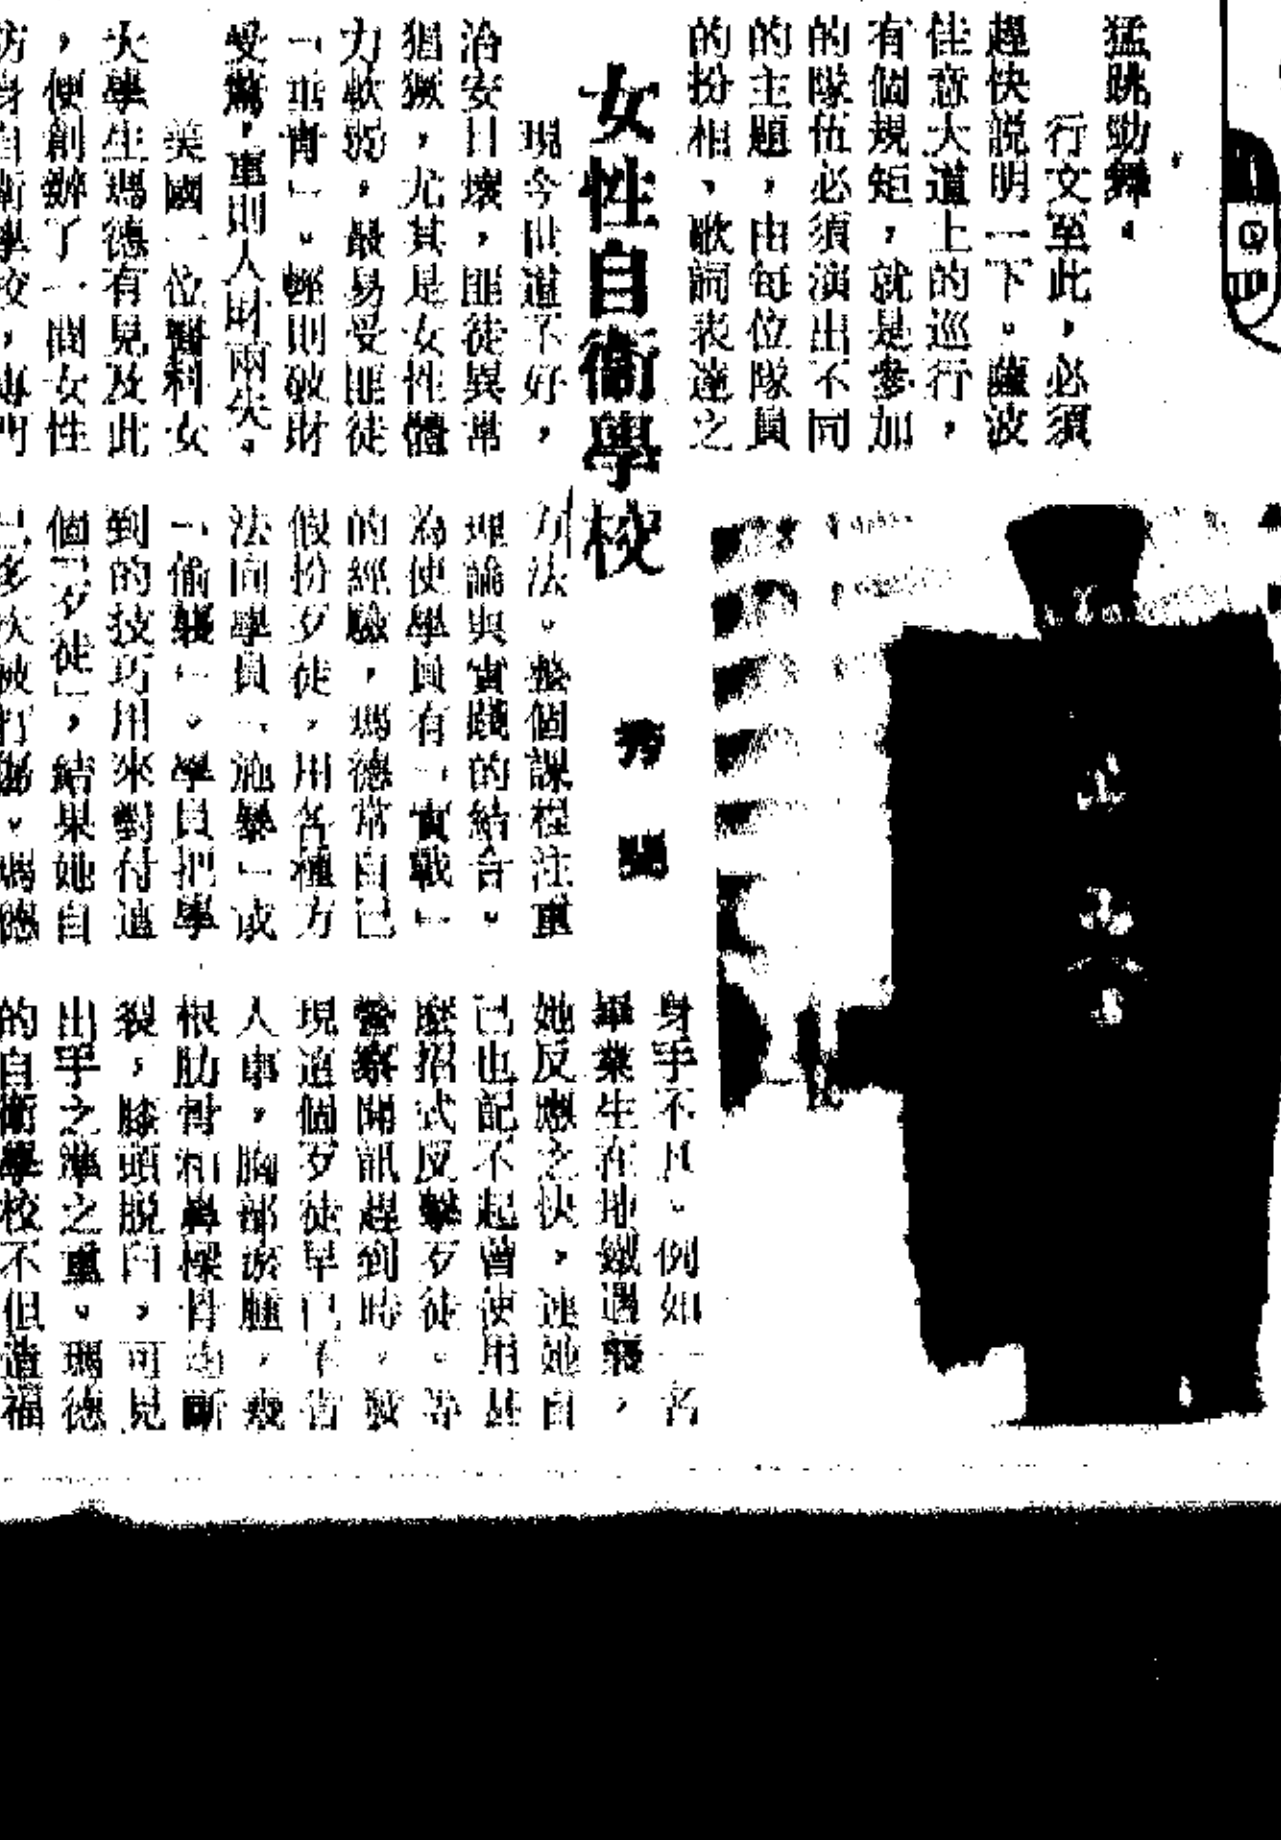 猛跳勁舞。
行文至此，必須
趕快説明一下。薩波
佳意大道上的巡行，
有個規矩，就是參加
的隊伍必須演出不同
的主題，由每位隊員
的扮相、歌詞表達之
女性自衞學校
秀
現今世道不好，
治安日壞，匪徒異常
猖獗，尤其是女性體
力軟弱，最易受匪徒
「垂青」。輕則破財
受驚，重則人財兩失。
美國一位醫科女
大學生瑪德有見及此
，便創辦了一間女性
防身自衛學校，專門
方法。整個課程注重
理論與實踐的結合。
為使學員有「實戰」
的經驗，瑪德常自己
假扮歹徒，用各種方
法向學員「施暴」或
「偷襲」。學員把學
到的技巧用來對付這
個「歹徒」，結果她自
己多次被打傷。瑪德
身手不凡。例如一名
畢業生在地鐵遇襲，
她反應之快，連她自
己也記不起曾使用甚
麼招式反擊歹徒。等
警察聞訊趕到時，發
現這個歹徒早已不省
人事，胸部淤腫，幾
根肋骨和鼻樑骨均斷
裂，膝頭脱臼，可見
出手之準之重。瑪德
的自衛學校不但造福